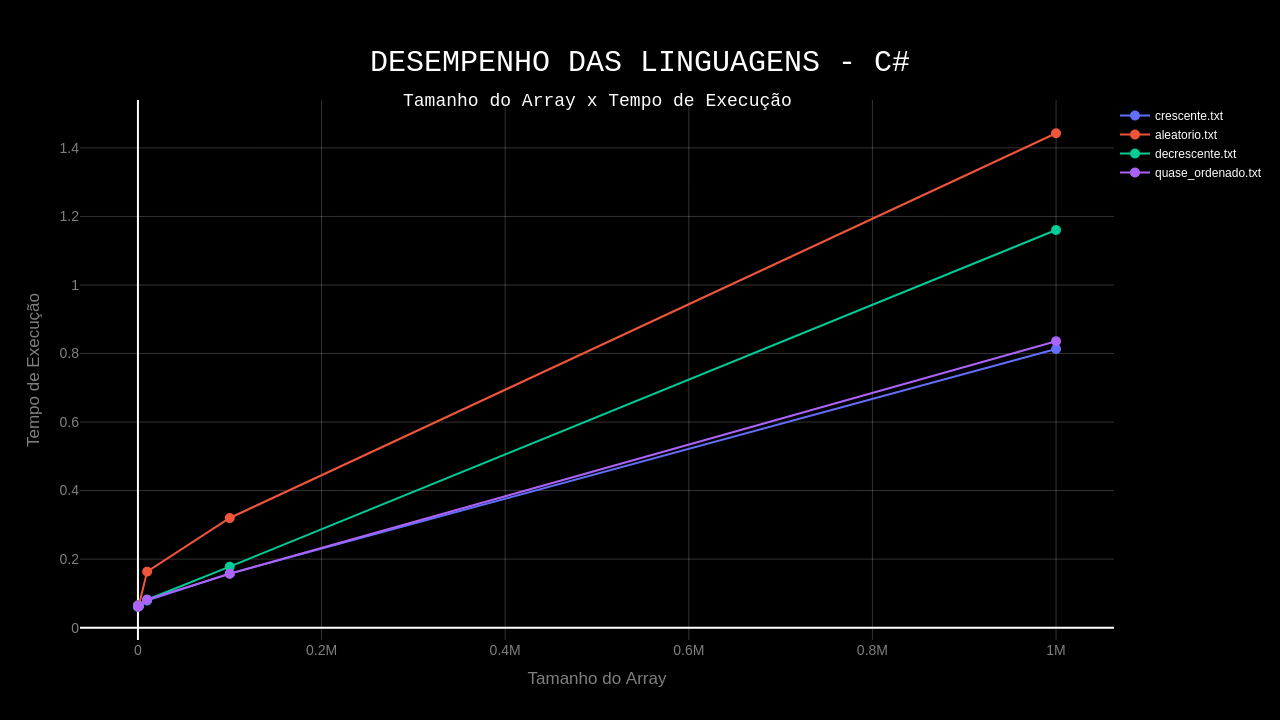 DESEMPENHO DAS LINGUAGENS - C#
Tamanho do Array x Tempo de Execução
crescente.txt
aleatorio.txt
decrescente.txt
quase_ordenado.txt
Tempo de Execução
1.4
1.2
1
0.8
0.6
0.4
0.2
0
0
0.2M
0.4M
0.6M
0.8M
1M
Tamanho do Array